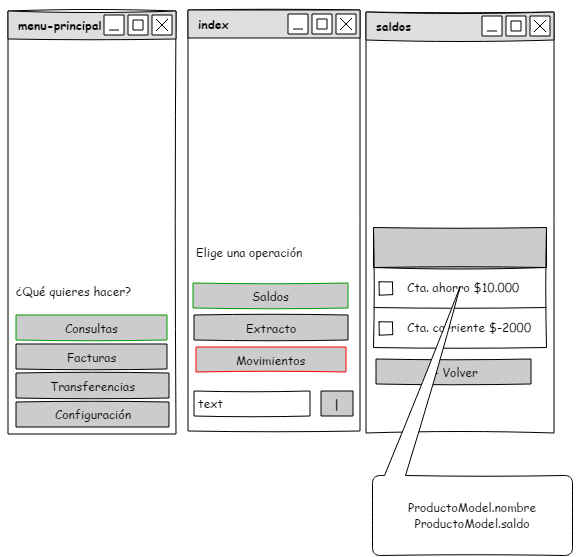 menu-principal
¿Qué quieres hacer?
Consultas
Facturas
Transferencias
Configuración
index
Elige una operación
Saldos
Extracto
Movimientos
text
|
saldos
Cta. ahorro $10.000
Cta. corriente $-2000
Volver
ProductoModel.nombre
ProductoModel.saldo